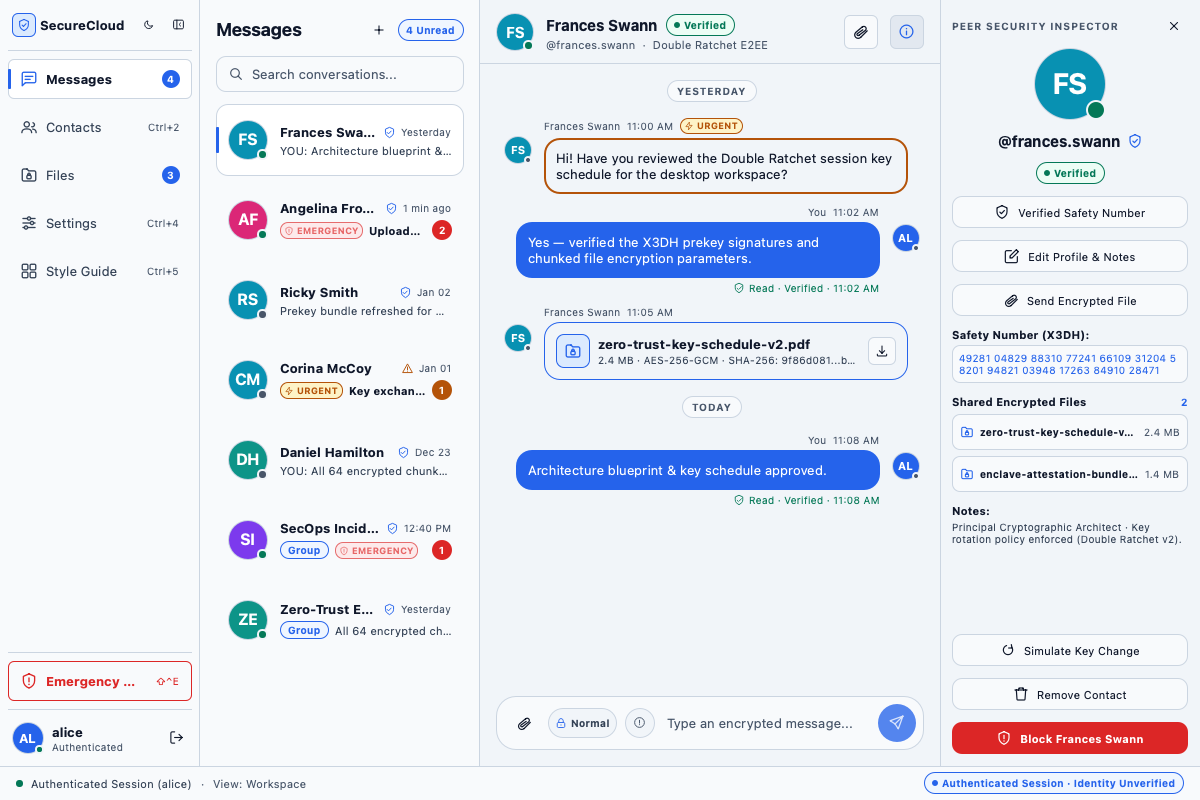 SecureCloud
Messages
4
Contacts
Ctrl+2
Files
3
Settings
Ctrl+4
Style Guide
Ctrl+5
Emergency ...
⇧^E
AL
alice
Authenticated
Messages
4 Unread
Search conversations...
FS
Frances Swa...
Yesterday
YOU: Architecture blueprint &...
AF
Angelina Fro...
1 min ago
EMERGENCY
Upload...
2
RS
Ricky Smith
Jan 02
Prekey bundle refreshed for ...
CM
Corina McCoy
Jan 01
URGENT
Key exchan...
1
DH
Daniel Hamilton
Dec 23
YOU: All 64 encrypted chunk...
SI
SecOps Incid...
12:40 PM
Group
EMERGENCY
1
ZE
Zero-Trust E...
Yesterday
Group
All 64 encrypted ch...
FS
Frances Swann
Verified
@frances.swann · Double Ratchet E2EE
YESTERDAY
Frances Swann 11:00 AM
URGENT
FS
Hi! Have you reviewed the Double Ratchet session key
schedule for the desktop workspace?
You 11:02 AM
Yes — verified the X3DH prekey signatures and
chunked file encryption parameters.
AL
Read · Verified · 11:02 AM
Frances Swann 11:05 AM
FS
zero-trust-key-schedule-v2.pdf
2.4 MB · AES-256-GCM · SHA-256: 9f86d081...b...
TODAY
You 11:08 AM
Architecture blueprint & key schedule approved.
AL
Read · Verified · 11:08 AM
Normal
Type an encrypted message...
PEER SECURITY INSPECTOR
FS
@frances.swann
Verified
Verified Safety Number
Edit Profile & Notes
Send Encrypted File
Safety Number (X3DH):
49281 04829 88310 77241 66109 31204 5
8201 94821 03948 17263 84910 28471
Shared Encrypted Files
2
zero-trust-key-schedule-v...
2.4 MB
enclave-attestation-bundle...
1.4 MB
Notes:
Principal Cryptographic Architect · Key
rotation policy enforced (Double Ratchet v2).
Simulate Key Change
Remove Contact
Block Frances Swann
Authenticated Session (alice) · View: Workspace
Authenticated Session · Identity Unverified